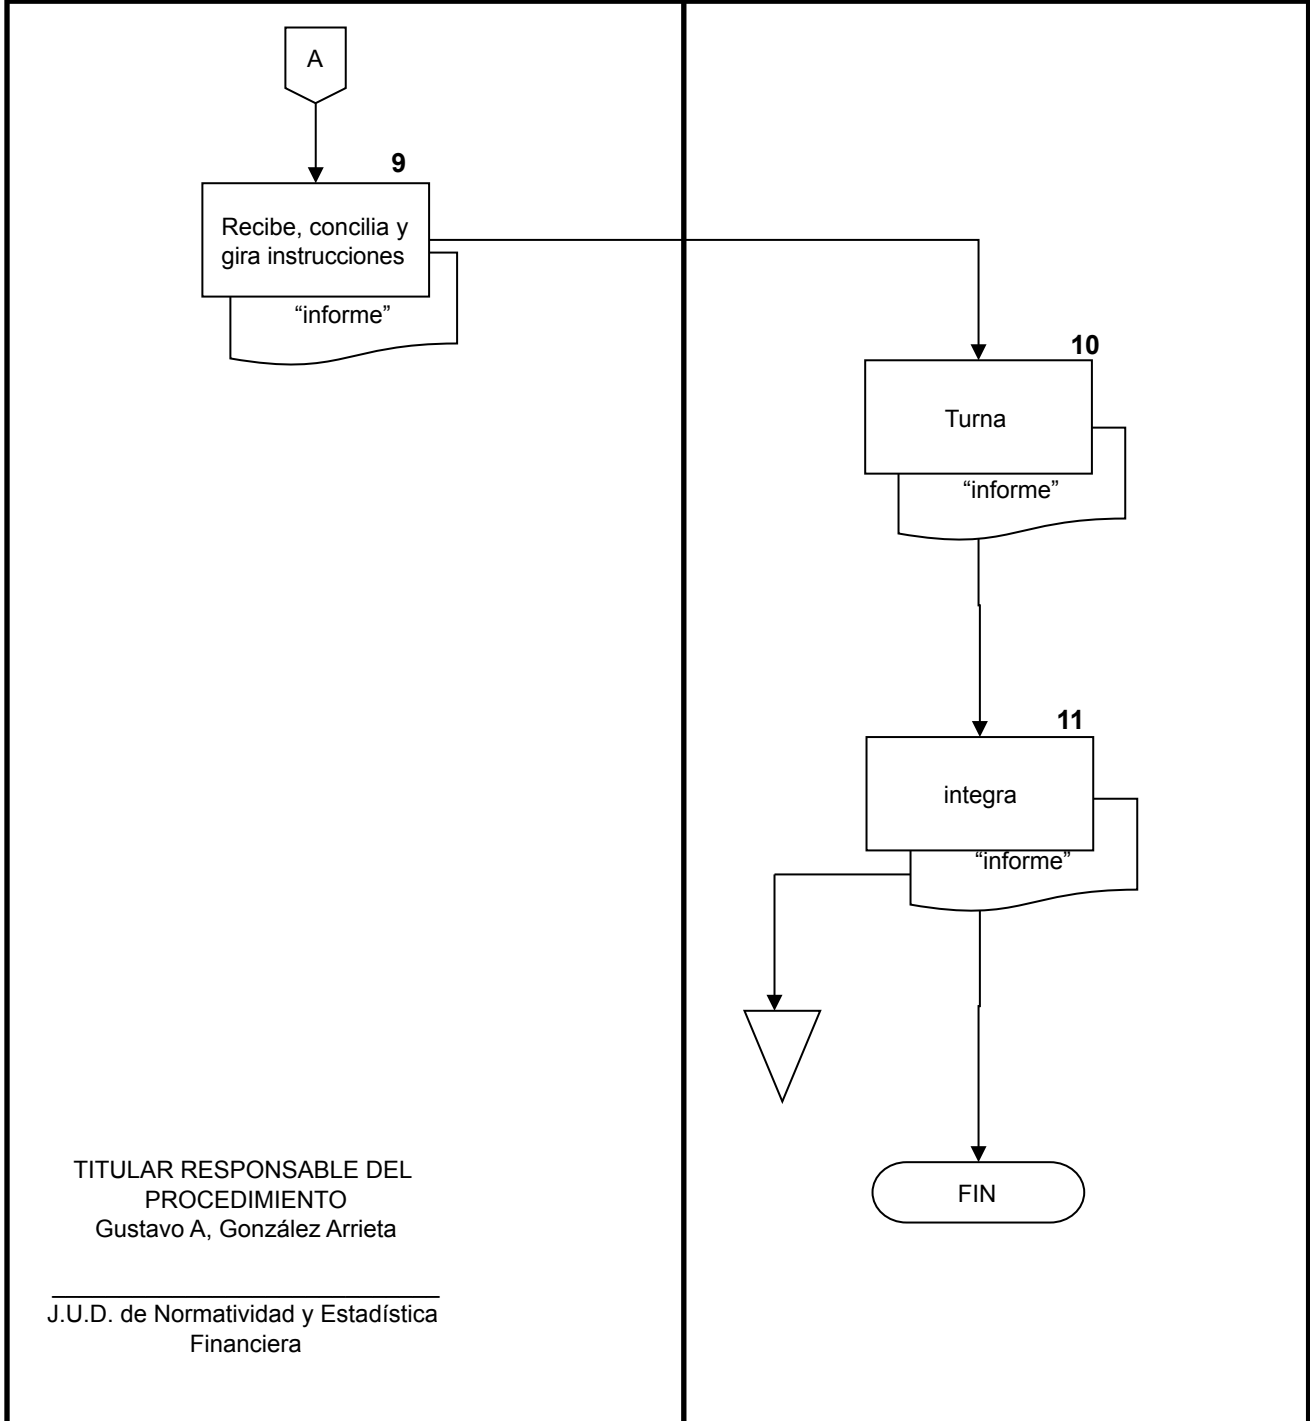 A
9
Recibe, concilia y
gira instrucciones
“informe”
10
Turna
“informe”
11
integra
“informe”
FIN
TITULAR RESPONSABLE DEL
PROCEDIMIENTO
Gustavo A, González Arrieta
J.U.D. de Normatividad y Estadística
Financiera